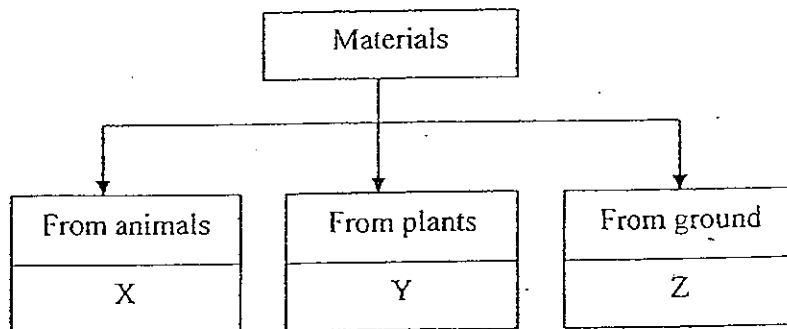 Materials
From animals
From plants
From ground
X
Y
Z